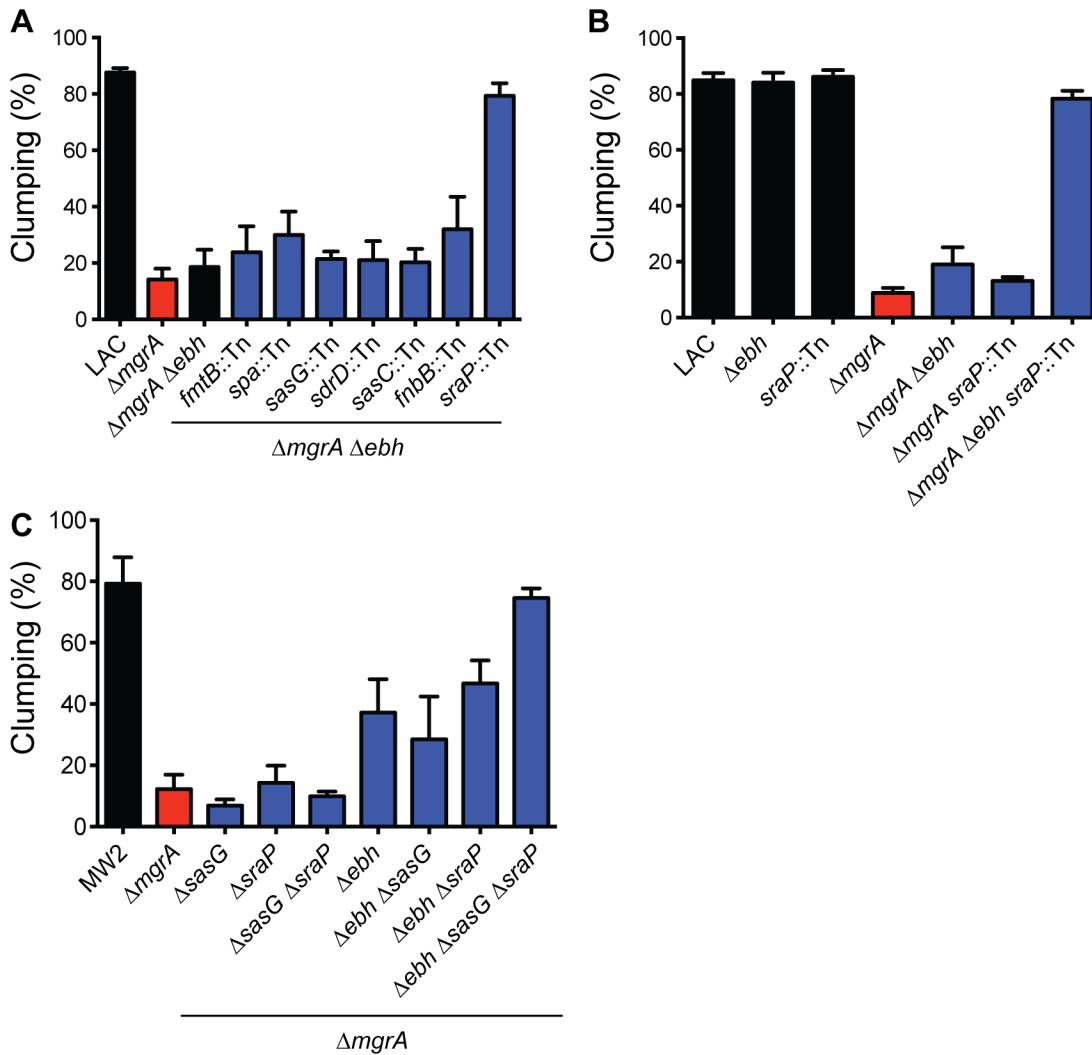 A
Clumping (%)
100
80
60
40
20
0
LAC
ΔmgrA
ΔmgrA Δebh
fmtB::Tn
spa::Tn
sasG::Tn
sdrD::Tn
sasC::Tn
fnbB::Tn
sraP::Tn
ΔmgrA Δebh
B
Clumping (%)
100
80
60
40
20
0
LAC
Δebh
sraP::Tn
ΔmgrA
ΔmgrA Δebh
ΔmgrA sraP::Tn
ΔmgrA Δebh sraP::Tn
C
Clumping (%)
100
80
60
40
20
0
MW2
ΔmgrA
ΔsasG
ΔsraP
ΔsasG ΔsraP
Δebh
Δebh ΔsasG
Δebh ΔsraP
Δebh ΔsasG ΔsraP
ΔmgrA